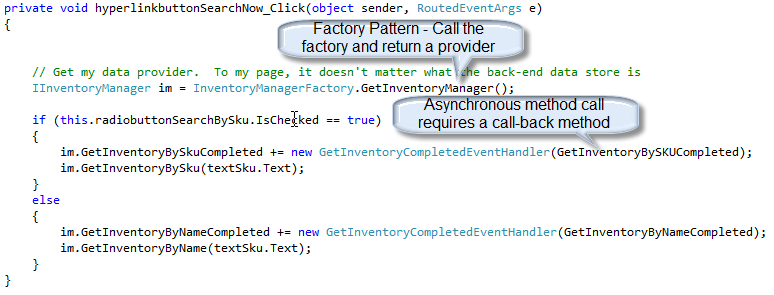 private void hyperlinkbuttonSearchNow_Click(object sender, RoutedEventArgs e)
{
Factory Pattern - Call the
factory and return a provider
// Get my data provider.  To my page, it doesn't matter what the back-end data store is
IInventoryManager im = InventoryManagerFactory.GetInventoryManager();
Asynchronous method call
requires a call-back method
if (this.radiobuttonSearchBySku.IsChecked == true)
{
im.GetInventoryBySkuCompleted += new GetInventoryCompletedEventHandler(GetInventoryBySKUCompleted);
im.GetInventoryBySku(textSku.Text);
}
else
{
im.GetInventoryByNameCompleted += new GetInventoryCompletedEventHandler(GetInventoryByNameCompleted);
im.GetInventoryByName(textSku.Text);
}
}